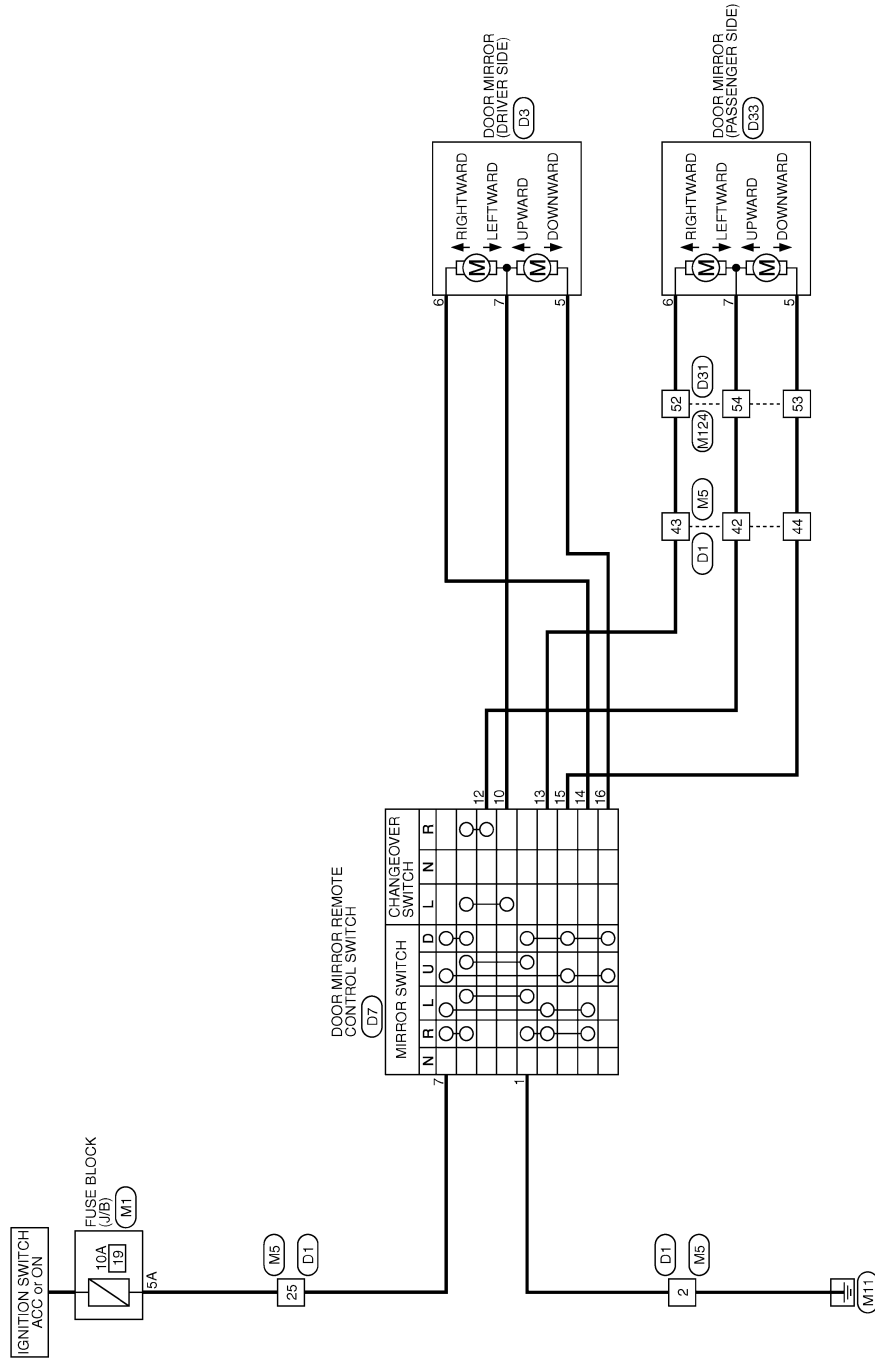 IGNITION SWITCH
ACC or ON
FUSE BLOCK
(J/B)
M1
10A
19
5A
M5
D1
25
DOOR MIRROR REMOTE
CONTROL SWITCH
D7
MIRROR SWITCH
CHANGEOVER
SWITCH
N R L U D L N R
7
1
12
10
13
15
14
16
D1
M5
2
M11
DOOR MIRROR
(DRIVER SIDE)
D3
RIGHTWARD
LEFTWARD
UPWARD
DOWNWARD
M
M
6
7
5
DOOR MIRROR
(PASSENGER SIDE)
D33
RIGHTWARD
LEFTWARD
UPWARD
DOWNWARD
M
M
6
7
5
52
54
53
M124
D31
43
42
44
D1
M5